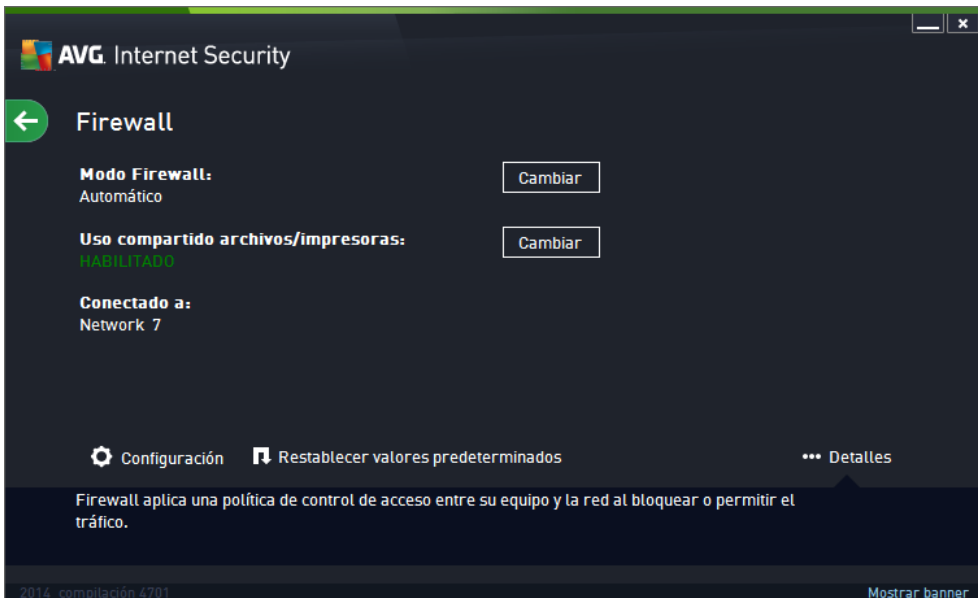 AVG. Internet Security
Firewall
Modo Firewall:
Cambiar
Automático
Uso compartido archivos/impresoras:
Cambiar
HABILITADO
Conectado a:
Network 7
Configuración
Restablecer valores predeterminados
Detalles
Firewall aplica una política de control de acceso entre su equipo y la red al bloquear o permitir el
tráfico.
2014 compilación 4701
Mostrar banner